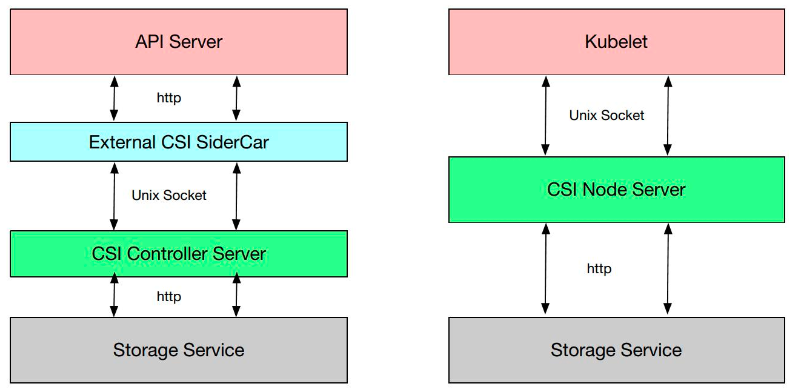 API Server
http
External CSI SiderCar
Unix Socket
CSI Controller Server
http
Storage Service
Kubelet
Unix Socket
CSI Node Server
http
Storage Service